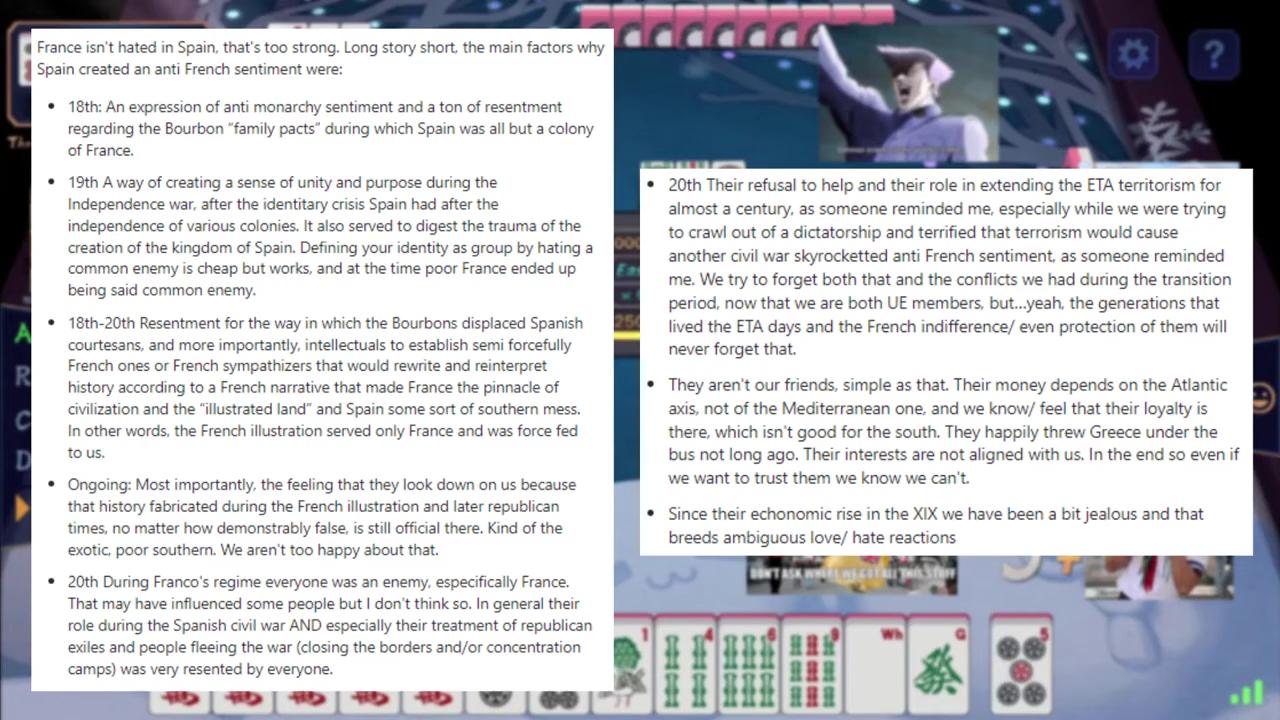 France isn't hated in Spain, that's too strong. Long story short, the main factors why
Spain created an anti French sentiment were:
• 18th: An expression of anti monarchy sentiment and a ton of resentment
regarding the Bourbon “family pacts” during which Spain was all but a colony
of France.
• 19th A way of creating a sense of unity and purpose during the
Independence war, after the identitary crisis Spain had after the
independence of various colonies. It also served to digest the trauma of the
creation of the kingdom of Spain. Defining your identity as group by hating a
common enemy is cheap but works, and at the time poor France ended up
being said common enemy.
• 18th-20th Resentment for the way in which the Bourbons displaced Spanish
courtesans, and more importantly, intellectuals to establish semi forcefully
French ones or French sympathizers that would rewrite and reinterpret
history according to a French narrative that made France the pinnacle of
civilization and the “illustrated land” and Spain some sort of southern mess.
In other words, the French illustration served only France and was force fed
to us.
• Ongoing: Most importantly, the feeling that they look down on us because
that history fabricated during the French illustration and later republican
times, no matter how demonstrably false, is still official there. Kind of the
exotic, poor southern. We aren't too happy about that.
• 20th During Franco's regime everyone was an enemy, especifically France.
That may have influenced some people but I don't think so. In general their
role during the Spanish civil war AND especially their treatment of republican
exiles and people fleeing the war (closing the borders and/or concentration
camps) was very resented by everyone.
• 20th Their refusal to help and their role in extending the ETA territorism for
almost a century, as someone reminded me, especially while we were trying
to crawl out of a dictatorship and terrified that terrorism would cause
another civil war skyrocketted anti French sentiment, as someone reminded
me. We try to forget both that and the conflicts we had during the transition
period, now that we are both UE members, but...yeah, the generations that
lived the ETA days and the French indifference/ even protection of them will
never forget that.
• They aren't our friends, simple as that. Their money depends on the Atlantic
axis, not of the Mediterranean one, and we know/ feel that their loyalty is
there, which isn't good for the south. They happily threw Greece under the
bus not long ago. Their interests are not aligned with us. In the end so even if
we want to trust them we know we can't.
• Since their echonomic rise in the XIX we have been a bit jealous and that
breeds ambiguous love/ hate reactions
?
DON'T ASK WHERE WE GOT ALL THIS STUFF
1
4
6
9
Wh
G
發
5